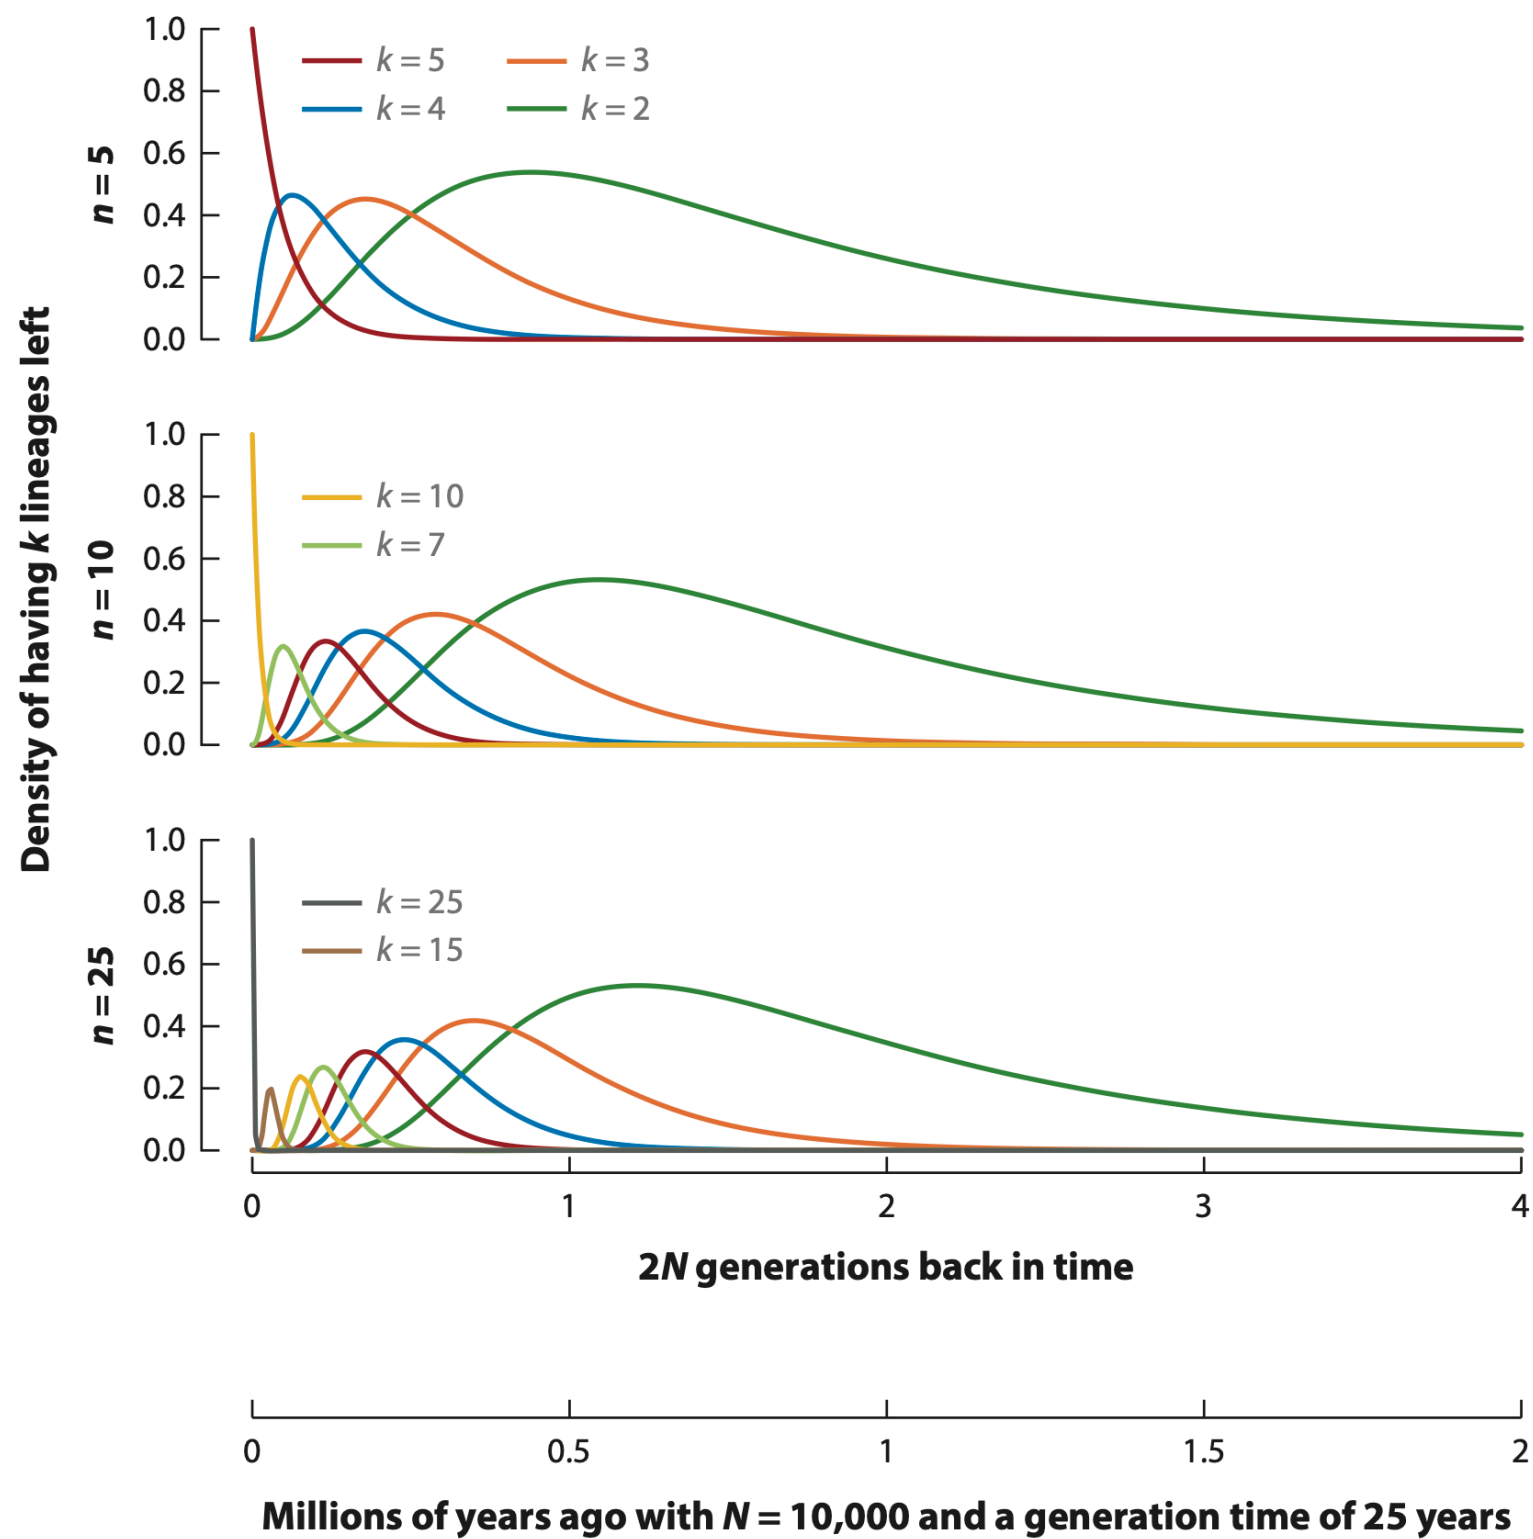 Density of having k lineages left
n = 5
1.0
0.8
0.6
0.4
0.2
0.0
k = 5
k = 3
k = 4
k = 2
n = 10
1.0
0.8
0.6
0.4
0.2
0.0
k = 10
k = 7
n = 25
1.0
0.8
0.6
0.4
0.2
0.0
k = 25
k = 15
0 1 2 3 4
2N generations back in time
0 0.5 1 1.5 2
Millions of years ago with N = 10,000 and a generation time of 25 years